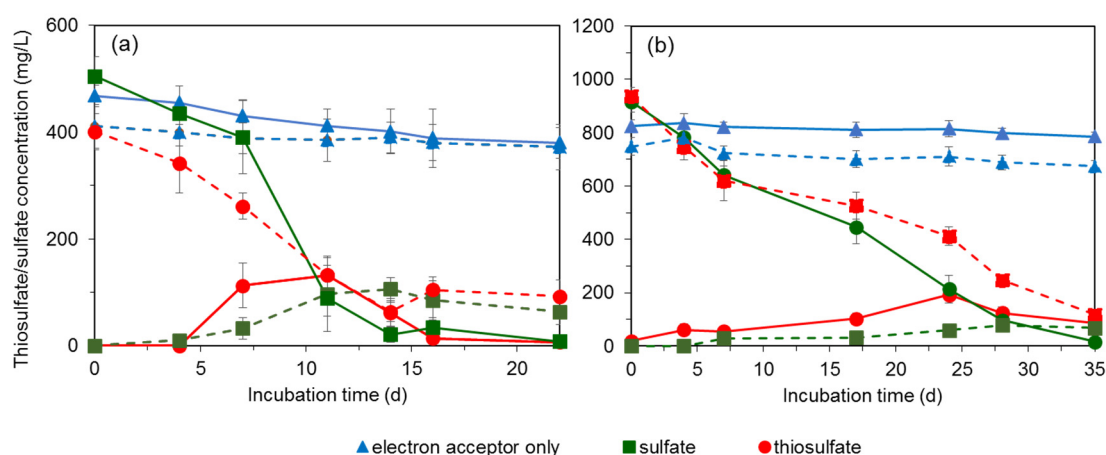 Thiosulfate/sulfate concentration (mg/L)
(a)
600
400
200
0
0 5 10 15 20
Incubation time (d)
(b)
1200
1000
800
600
400
200
0
0 5 10 15 20 25 30 35
Incubation time (d)
electron acceptor only sulfate thiosulfate